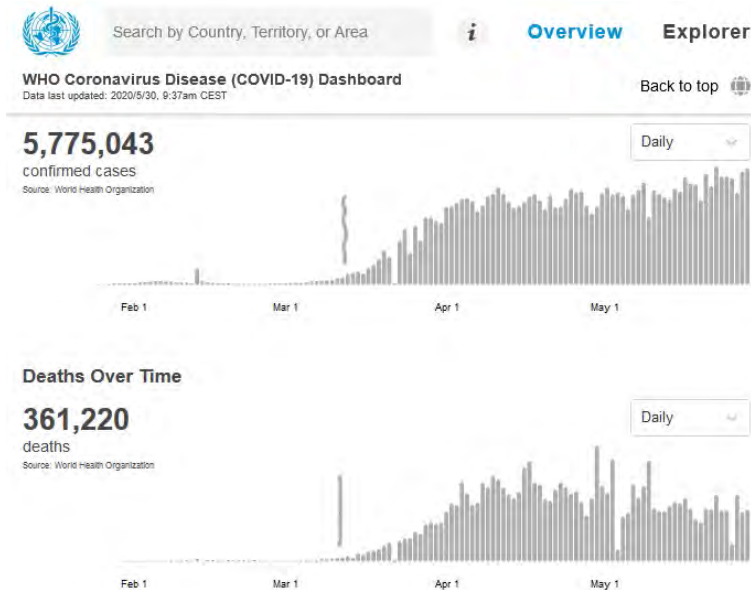 Search by Country, Territory, or Area
i
Overview
Explorer
WHO Coronavirus Disease (COVID-19) Dashboard
Data last updated: 2020/5/30, 9:37am CEST
Back to top
5,775,043
confirmed cases
Source: World Health Organization
Daily
Feb 1
Mar 1
Apr 1
May 1
Deaths Over Time
361,220
deaths
Source: World Health Organization
Daily
Feb 1
Mar 1
Apr 1
May 1